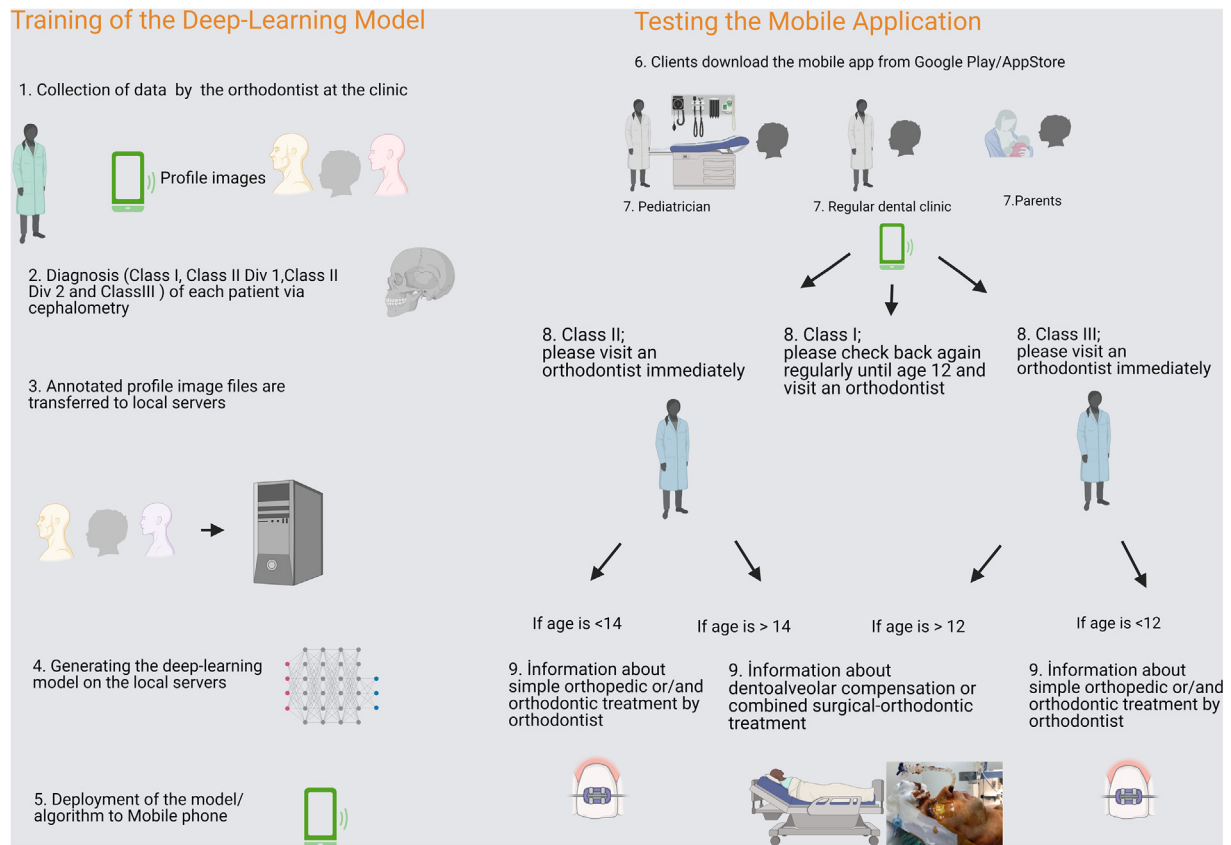 Training of the Deep-Learning Model
1. Collection of data by the orthodontist at the clinic
Profile images
2. Diagnosis (Class I, Class II Div 1,Class II
Div 2 and ClassIII ) of each patient via
cephalometry
3. Annotated profile image files are
transferred to local servers
4. Generating the deep-learning
model on the local servers
5. Deployment of the model/
algorithm to Mobile phone
Testing the Mobile Application
6. Clients download the mobile app from Google Play/AppStore
7. Pediatrician
7. Regular dental clinic
7.Parents
8. Class II;
please visit an
orthodontist immediately
8. Class I;
please check back again
regularly until age 12 and
visit an orthodontist
8. Class III;
please visit an
orthodontist immediately
If age is <14
If age is > 14
If age is > 12
If age is <12
9. İnformation about
simple orthopedic or/and
orthodontic treatment by
orthodontist
9. İnformation about
dentoalveolar compensation or
combined surgical-orthodontic
treatment
9. İnformation about
simple orthopedic or/and
orthodontic treatment by
orthodontist